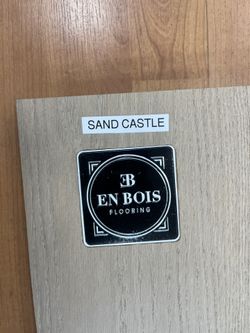 SAND CASTLE
EB
EN BOIS
FLOORING